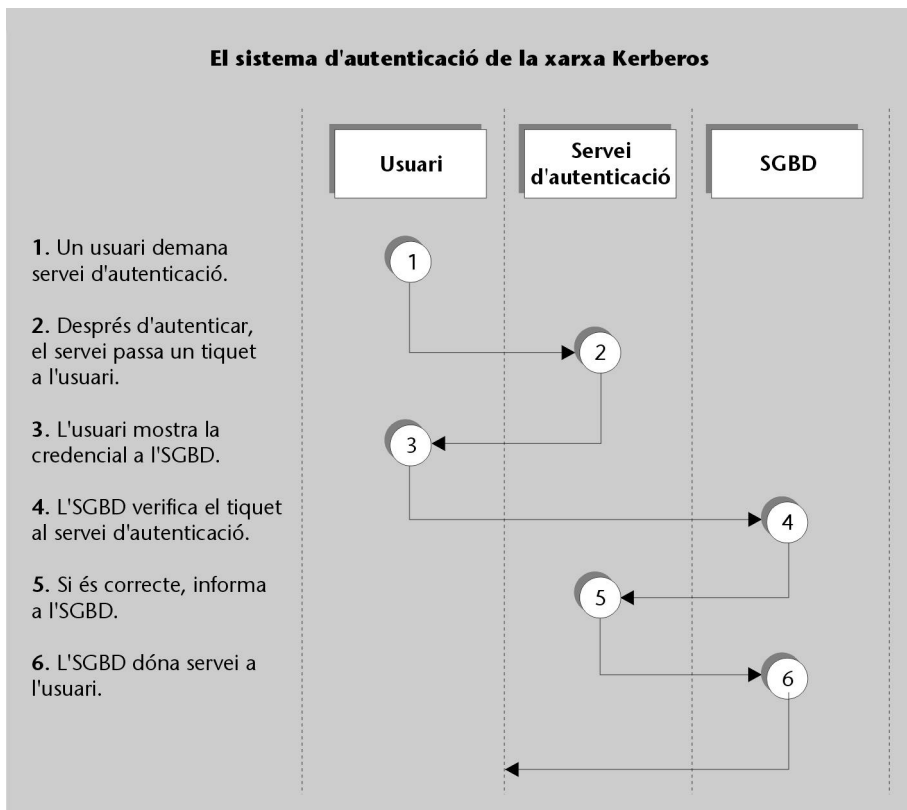 El sistema d'autenticació de la xarxa Kerberos
Usuari
Servei
d'autenticació
SGBD
1. Un usuari demana
servei d'autenticació.
2. Després d'autenticar,
el servei passa un tiquet
a l'usuari.
3. L'usuari mostra la
credencial a l'SGBD.
4. L'SGBD verifica el tiquet
al servei d'autenticació.
5. Si és correcte, informa
a l'SGBD.
6. L'SGBD dóna servei a
l'usuari.
1
2
3
4
5
6